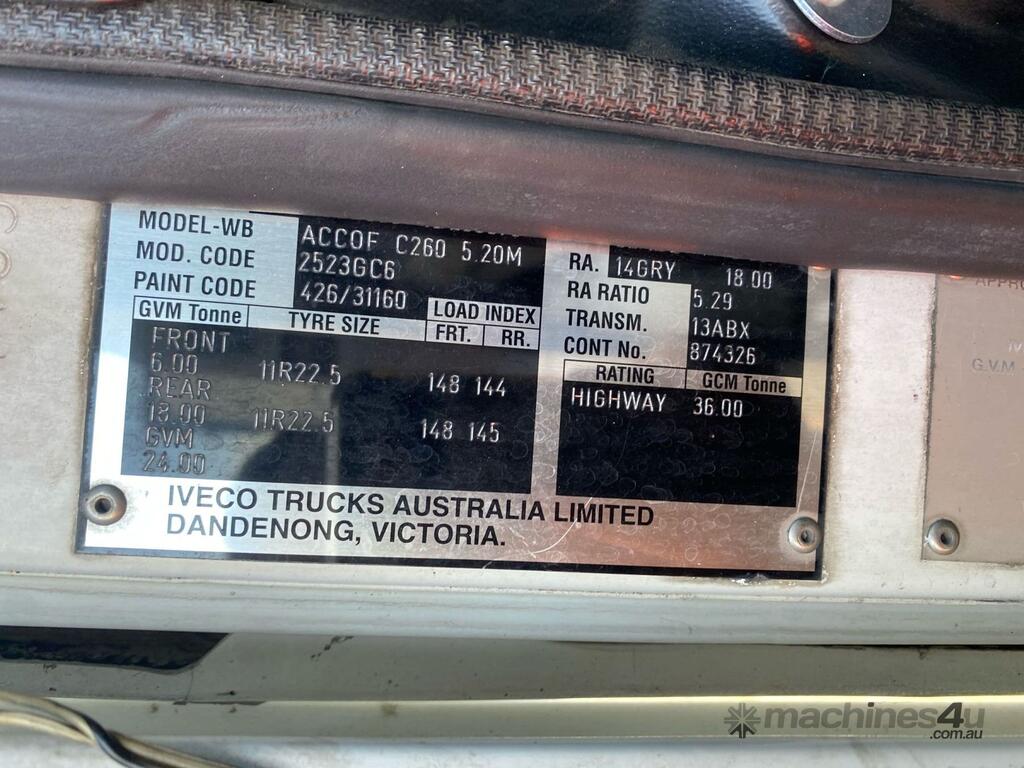 MODEL-WB ACCOF C260 5.20M
MOD. CODE 2523GC6
PAINT CODE 426/31160
GVM Tonne TYRE SIZE LOAD INDEX
FRT. RR.
FRONT
6.00 11R22.5 148 144
REAR
18.00 11R22.5 148 145
GVM
24.00
RA. 14GRY 18.00
RA RATIO 5.29
TRANSM. 13ABX
CONT No. 874326
RATING GCM Tonne
HIGHWAY 36.00
IVECO TRUCKS AUSTRALIA LIMITED
DANDENONG, VICTORIA.
G.V.M
machines4u
.com.au